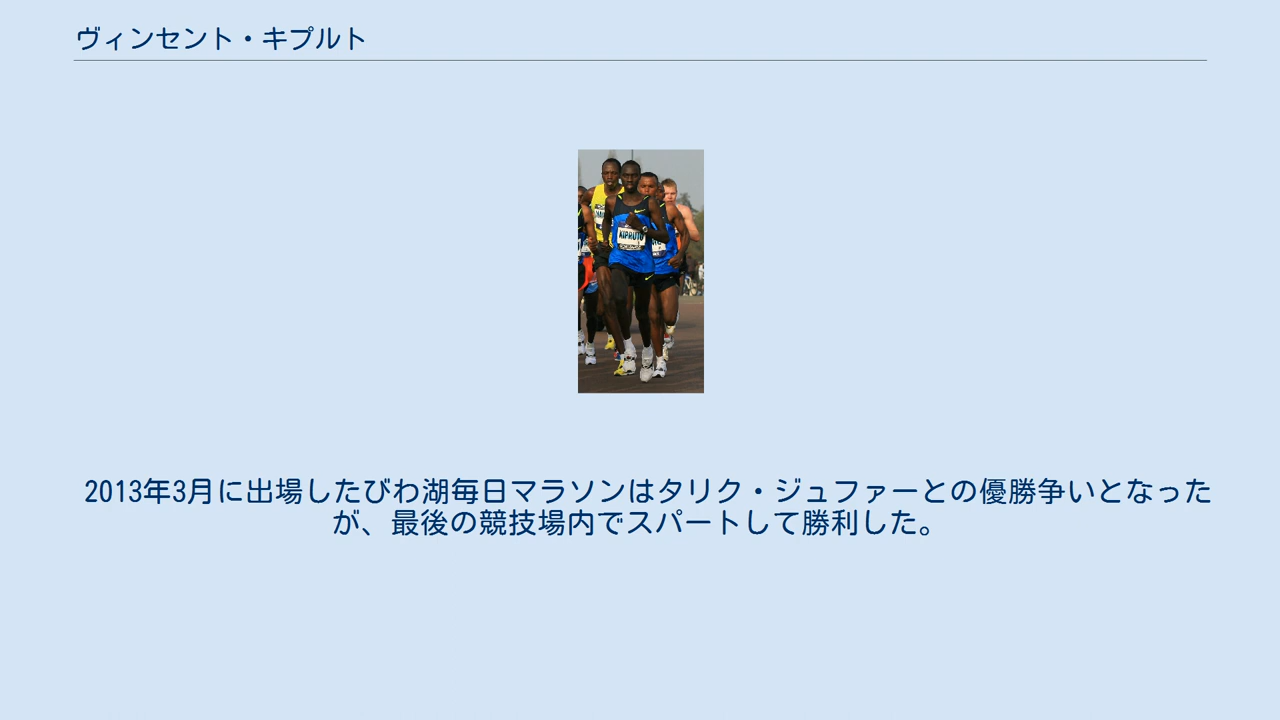 ヴィンセント・キプルト
KIPRUTO
2013年3月に出場したびわ湖毎日マラソンはタリク・ジュファーとの優勝争いとなった
が、最後の競技場内でスパートして勝利した。